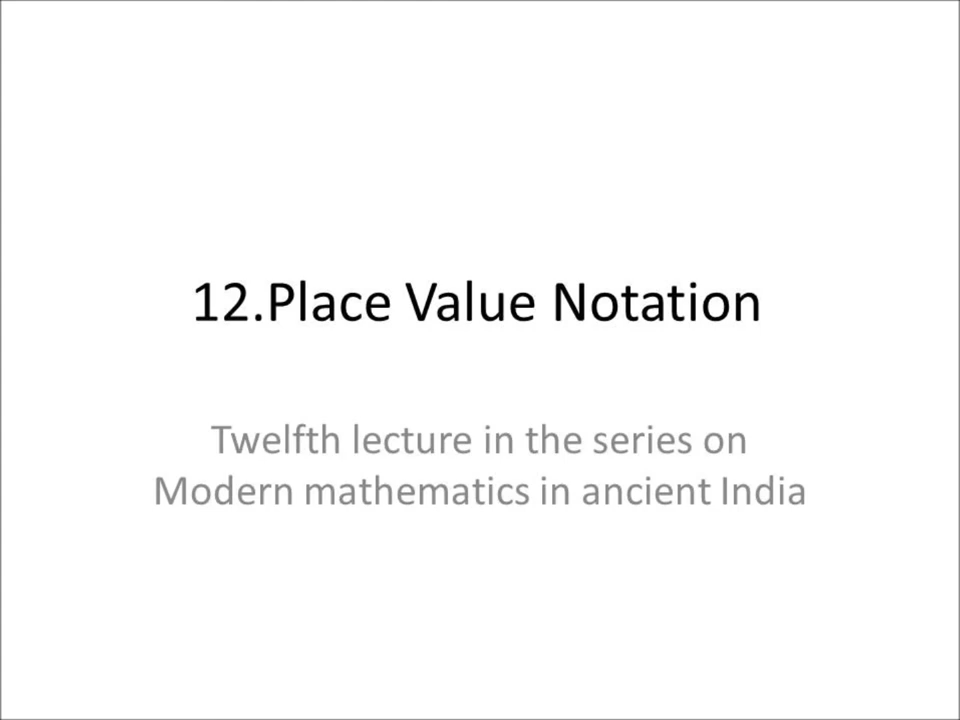 12.Place Value Notation
Twelfth lecture in the series on
Modern mathematics in ancient India